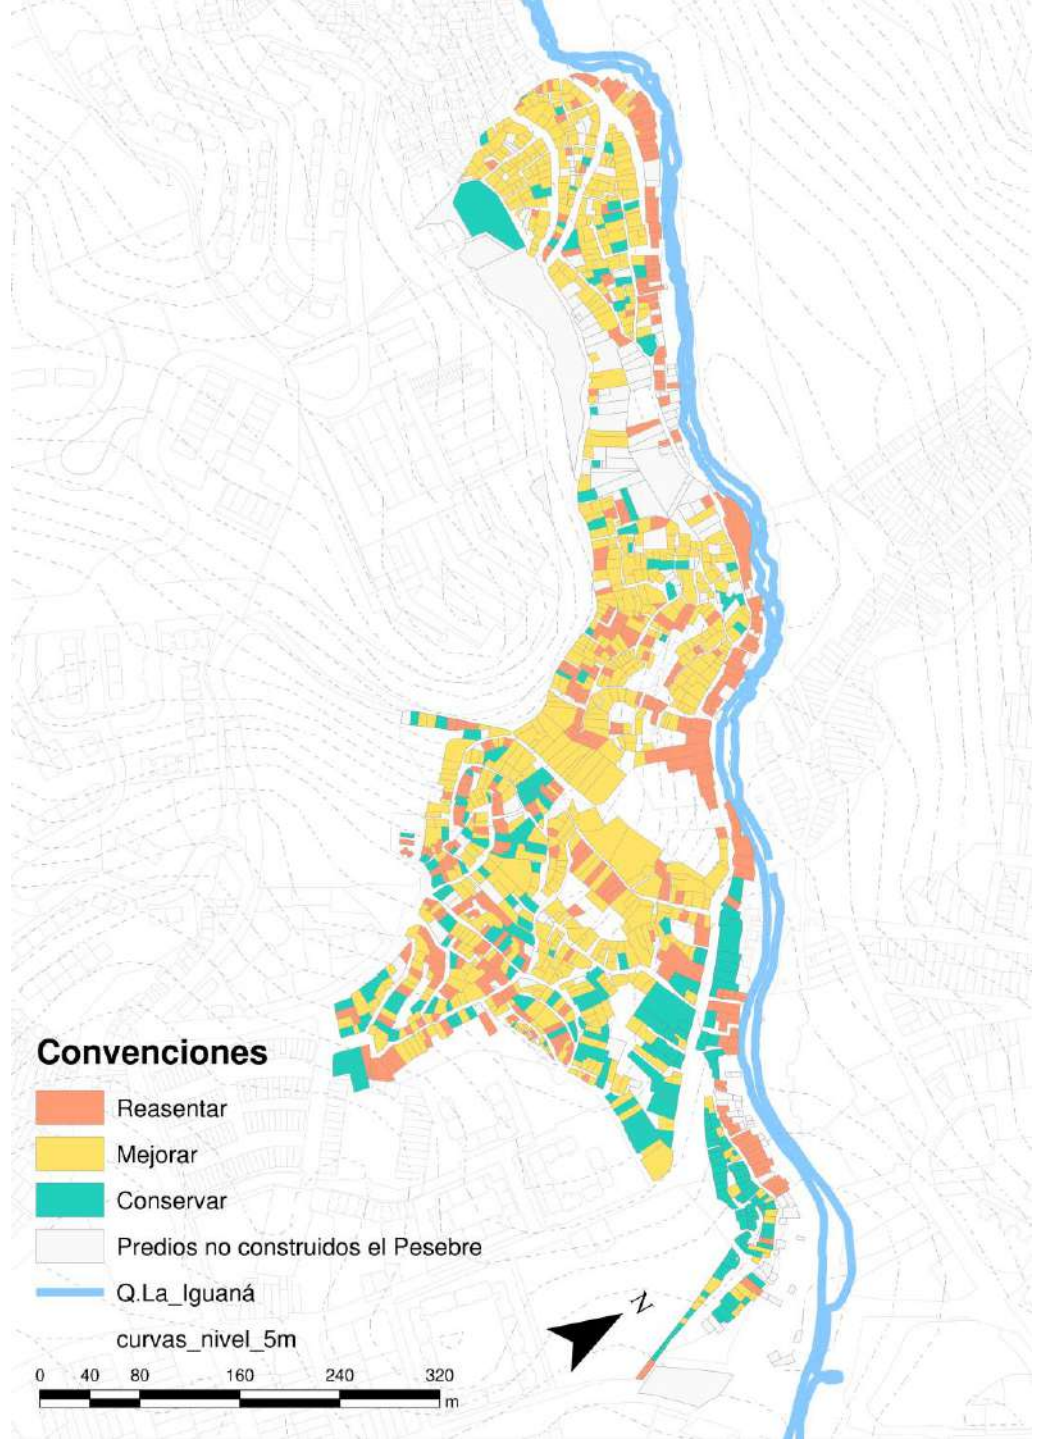 Convenciones
Reasentar
Mejorar
Conservar
Predios no construidos el Pesebre
Q.La_Iguaná
curvas_nivel_5m
0 40 80 160 240 320
m
N